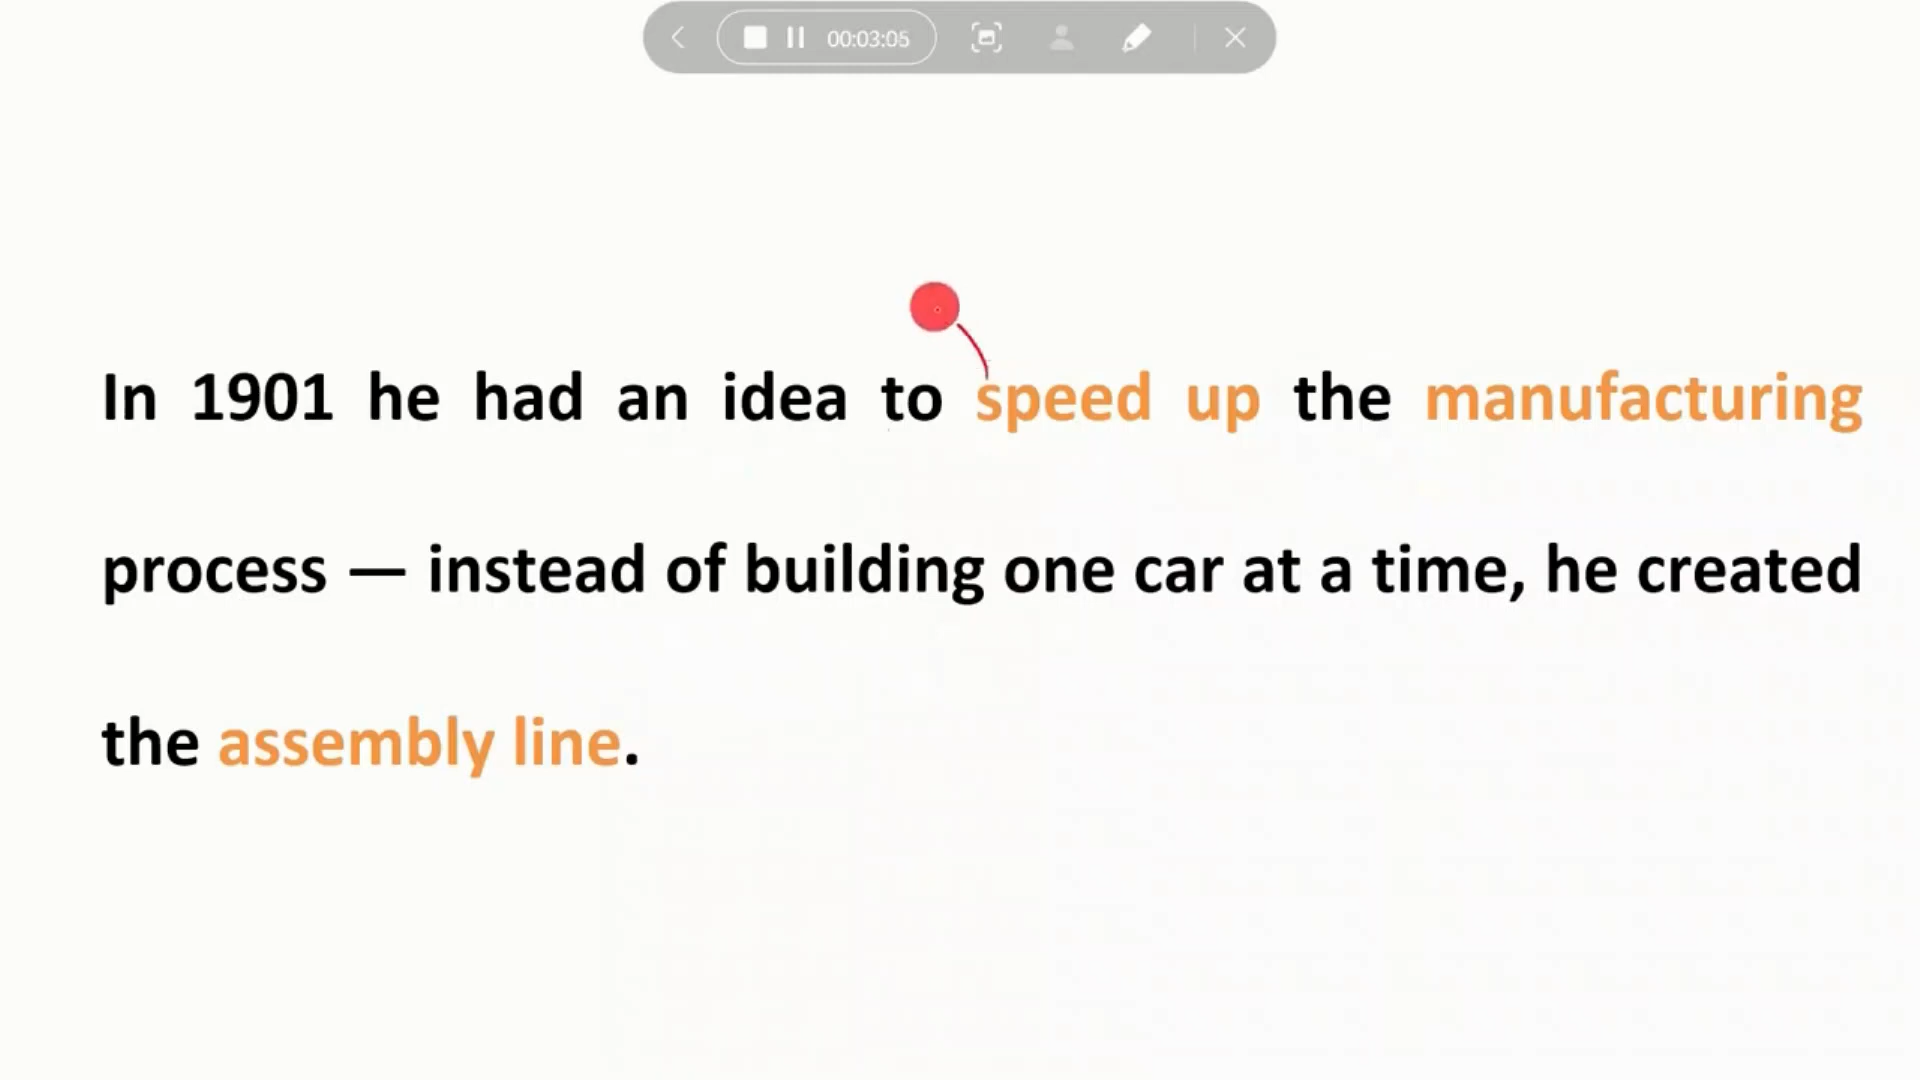 00:03:05
In 1901 he had an idea to speed up the manufacturing
process — instead of building one car at a time, he created
the assembly line.